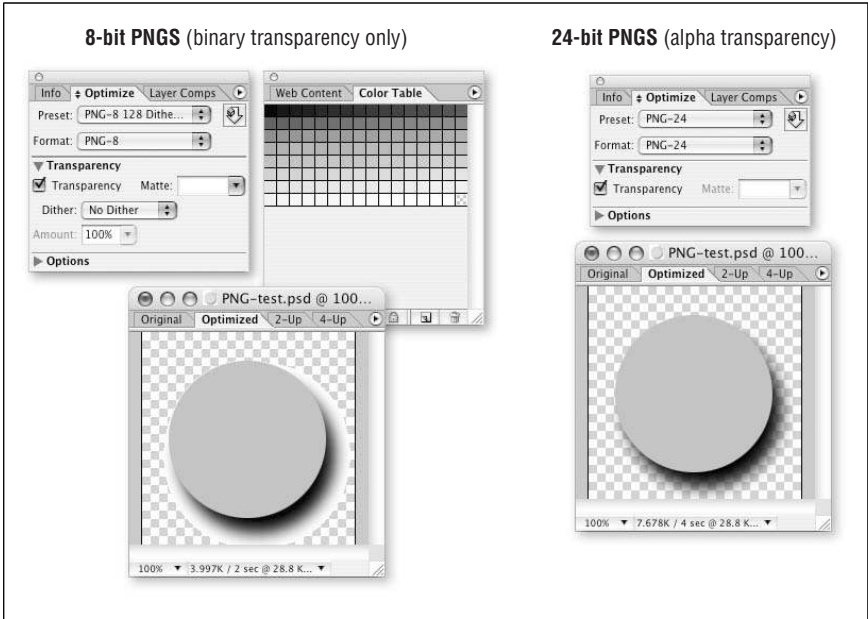 8-bit PNGS (binary transparency only)
Info Optimize Layer Comps
Preset: PNG-8 128 Dithe...
Format: PNG-8
Transparency
Transparency Matte:
Dither: No Dither
Amount: 100%
Options
Web Content Color Table
PNG-test.psd @ 100...
Original Optimized 2-Up 4-Up
100% 3.997K / 2 sec @ 28.8 K...
24-bit PNGS (alpha transparency)
Info Optimize Layer Comps
Preset: PNG-24
Format: PNG-24
Transparency
Transparency Matte:
Options
PNG-test.psd @ 100...
Original Optimized 2-Up 4-Up
100% 7.678K / 4 sec @ 28.8 K...